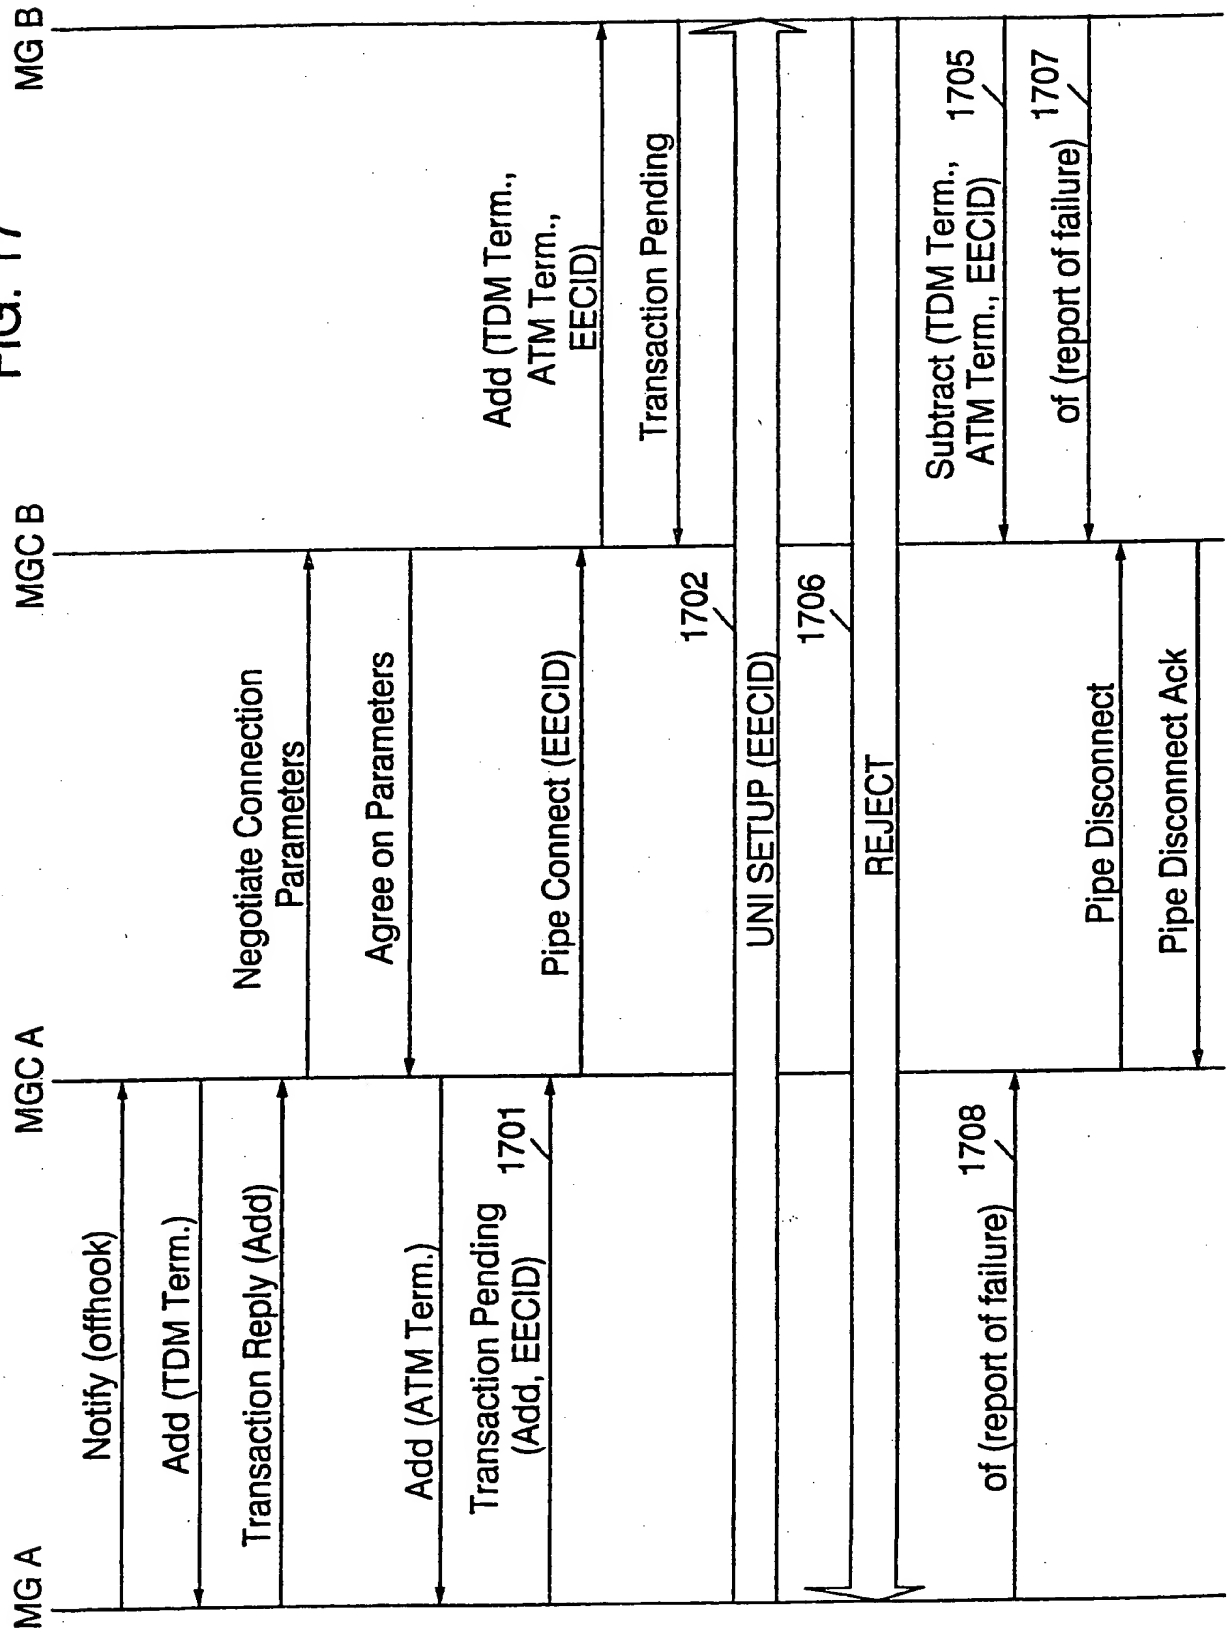 FIG. 17
MG A
MGC A
MGC B
MG B
Notify (offhook)
Add (TDM Term.)
Transaction Reply (Add)
Negotiate Connection
Parameters
Agree on Parameters
Add (ATM Term.)
Transaction Pending
(Add, EECID)
1701
Pipe Connect (EECID)
Add (TDM Term.,
ATM Term.,
EECID)
Transaction Pending
1702
UNI SETUP (EECID)
1706
REJECT
Subtract (TDM Term.,
ATM Term., EECID)
1705
of (report of failure)
1708
of (report of failure)
1707
Pipe Disconnect
Pipe Disconnect Ack